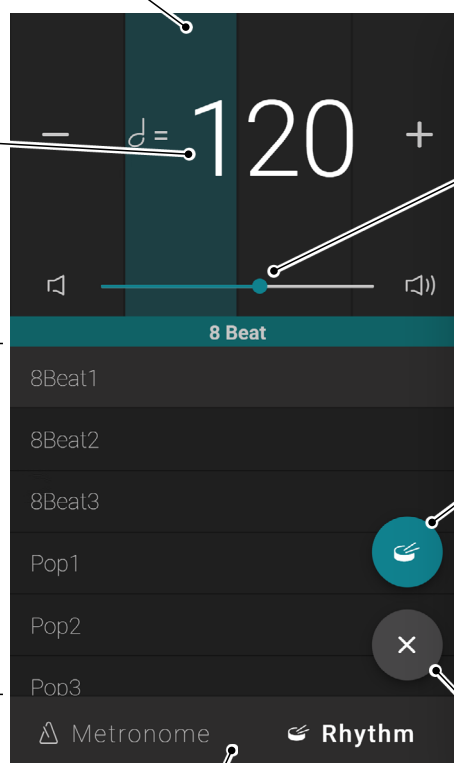 − 𝅗𝅥 = 120 +
8 Beat
8Beat1
8Beat2
8Beat3
Pop1
Pop2
Pop3
Metronome Rhythm